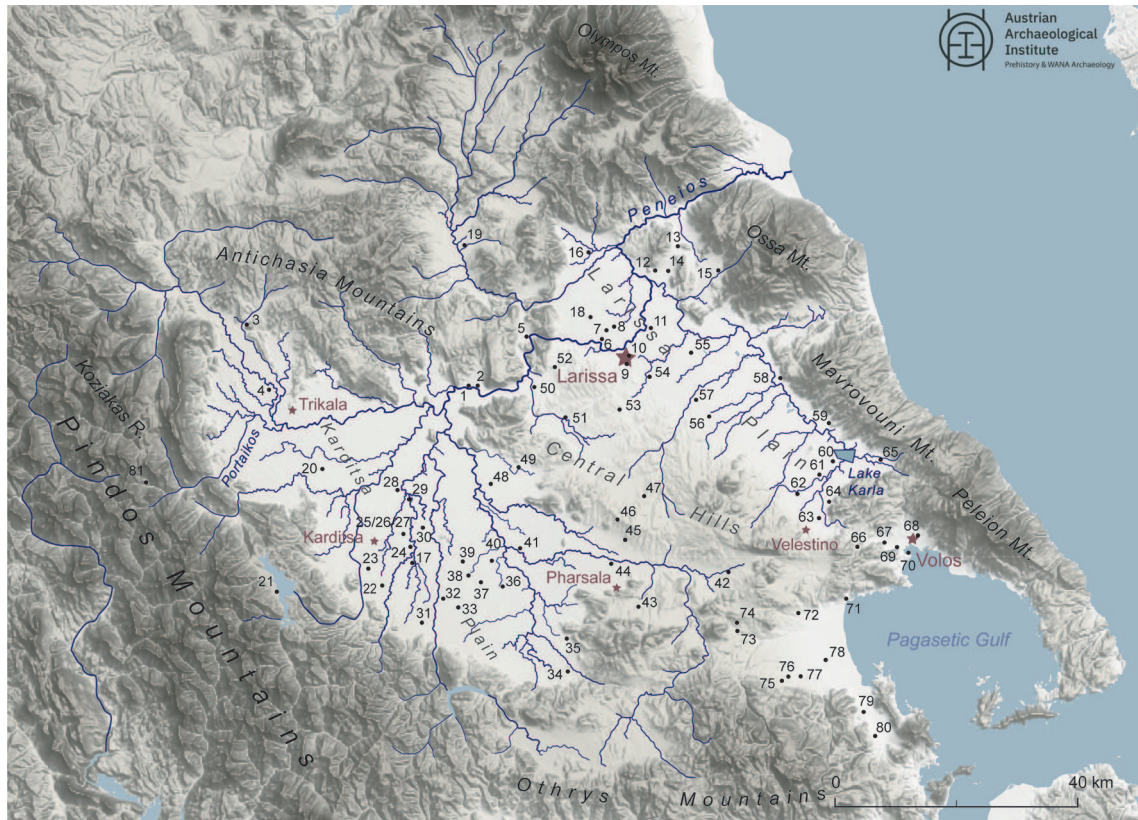 Austrian
Archaeological
Institute
Prehistory & WANA Archaeology
Olympos Mt.
Peneios
19
16
13
12
14
15
Ossa Mt.
Antichasia Mountains
Larissa
18
7
8
11
3
5
6
10
55
52
Larissa
9
54
58
Mavrovouni Mt.
Koziakas R.
4
Trikala
2
1
50
57
53
51
56
59
Plain
Portaikos
Karditsa
Central
60
65
61
Lake
Karla
Pindos
81
20
49
28
29
48
47
62
64
Hills
63
Peleion Mt.
25/26/27
30
46
45
Velestino
67
68
Karditsa
24
17
39
40
41
66
69
70
Volos
23
38
44
42
21
22
37
36
Pharsala
32
33
43
71
72
31
74
73
Plain
35
78
Pagasetic Gulf
34
76
77
75
Mountains
79
80
Othrys
Mountains
0
40 km